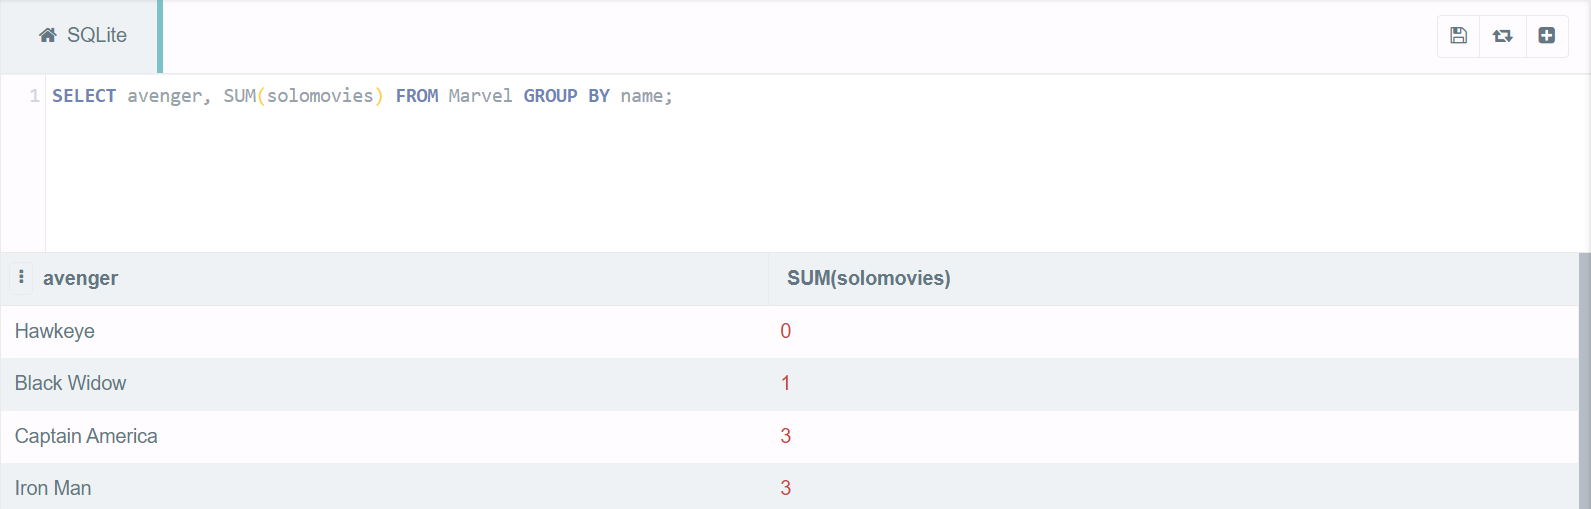 SQLite
1 SELECT avenger, SUM(solomovies) FROM Marvel GROUP BY name;
avenger SUM(solomovies)
Hawkeye 0
Black Widow 1
Captain America 3
Iron Man 3